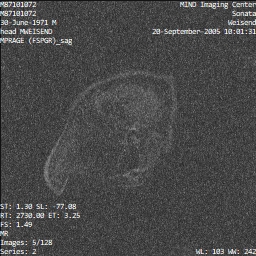 M87101072
M87101072
30-June-1971 M
head MWEISEND
MPRAGE (FSPGR)_sag
MIND Imaging Center
Sonata
Weisend
20-September-2005 10:01:31
ST: 1.30 SL: -77.08
RT: 2730.00 ET: 3.25
FS: 1.49
MR
Images: 5/128
Series: 2
WL: 103 WW: 242